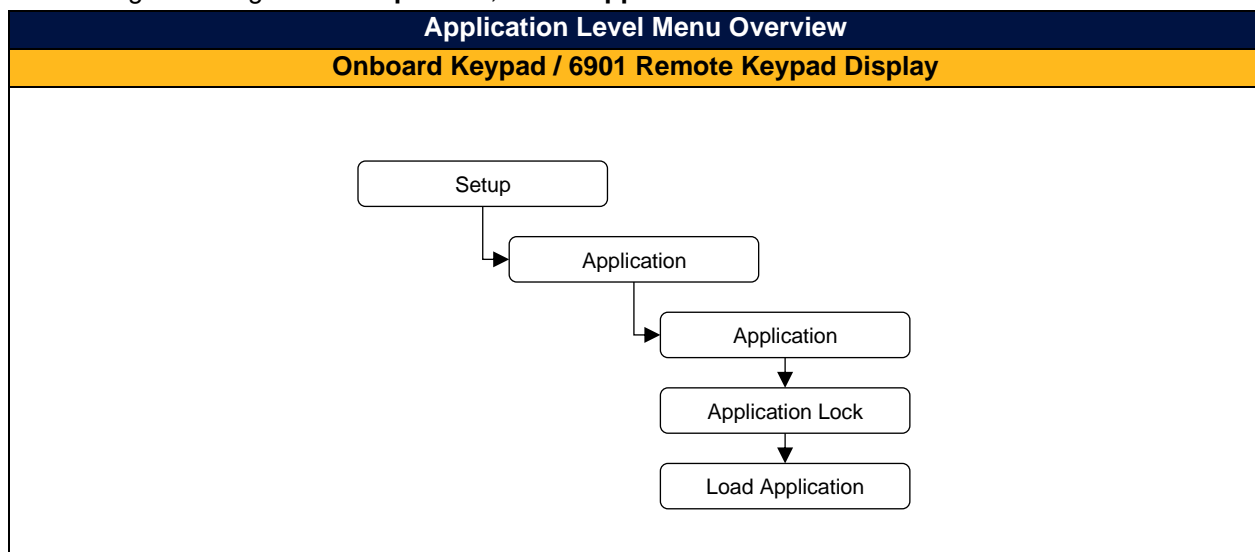 Application Level Menu Overview
Onboard Keypad / 6901 Remote Keypad Display
Setup
Application
Application
Application Lock
Load Application